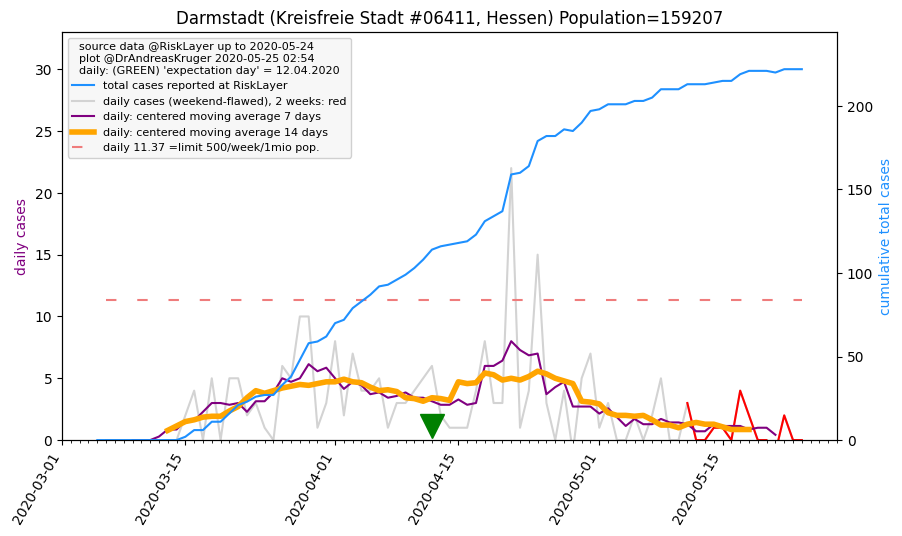 Darmstadt (Kreisfreie Stadt #06411, Hessen) Population=159207
source data @RiskLayer up to 2020-05-24
plot @DrAndreasKruger 2020-05-25 02:54
daily: (GREEN) 'expectation day' = 12.04.2020
total cases reported at RiskLayer
daily cases (weekend-flawed), 2 weeks: red
daily: centered moving average 7 days
daily: centered moving average 14 days
daily 11.37 =limit 500/week/1mio pop.
daily cases
30
25
20
15
10
5
0
cumulative total cases
200
150
100
50
0
2020-03-01
2020-03-15
2020-04-01
2020-04-15
2020-05-01
2020-05-15